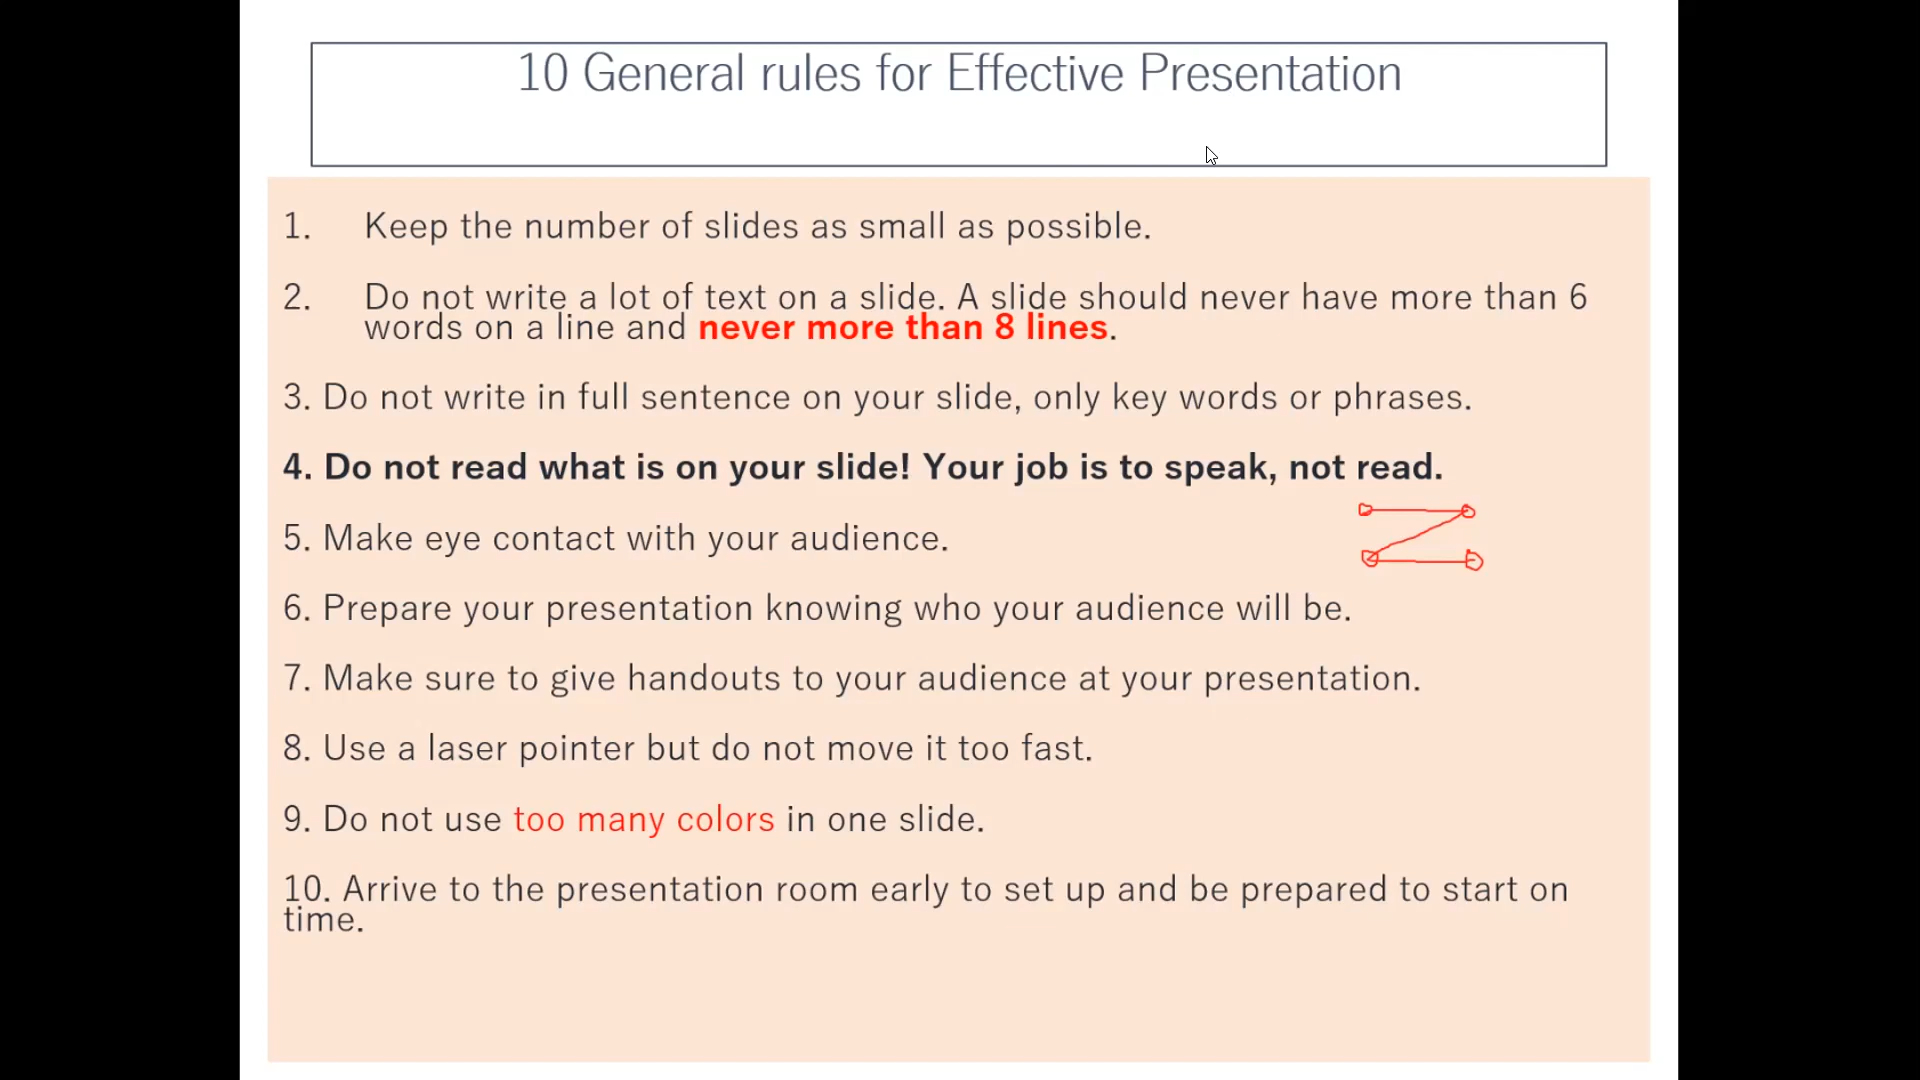 10 General rules for Effective Presentation
1. Keep the number of slides as small as possible.
2. Do not write a lot of text on a slide. A slide should never have more than 6
words on a line and never more than 8 lines.
3. Do not write in full sentence on your slide, only key words or phrases.
4. Do not read what is on your slide! Your job is to speak, not read.
5. Make eye contact with your audience.
6. Prepare your presentation knowing who your audience will be.
7. Make sure to give handouts to your audience at your presentation.
8. Use a laser pointer but do not move it too fast.
9. Do not use too many colors in one slide.
10. Arrive to the presentation room early to set up and be prepared to start on
time.